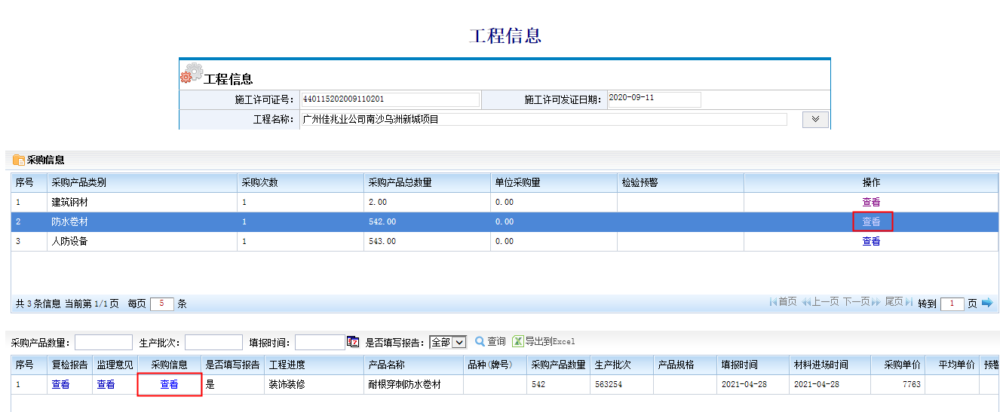 工程信息
工程信息
施工许可证号: 440115202009110201 施工许可发证日期: 2020-09-11
工程名称: 广州佳兆业公司南沙乌洲新城项目
采购信息
序号 采购产品类别 采购次数 采购产品总数量 单位采购量 检验预警 操作
1 建筑钢材 1 2.00 0.00 查看
2 防水卷材 1 542.00 0.00 查看
3 人防设备 1 543.00 0.00 查看
共 3 条信息 当前第 1/1 页 每页 5 条 首页 上一页 下一页 尾页 转到 1 页
采购产品数量: 生产批次: 填报时间: 是否填写报告: 全部 查询 导出到Excel
序号 复检报告 监理意见 采购信息 是否填写报告 工程进度 产品名称 品种(牌号) 采购产品数量 生产批次 产品规格 填报时间 材料进场时间 采购单价 平均单价 预警
1 查看 查看 查看 是 装饰装修 耐根穿刺防水卷材 542 563254 2021-04-28 2021-04-28 7763